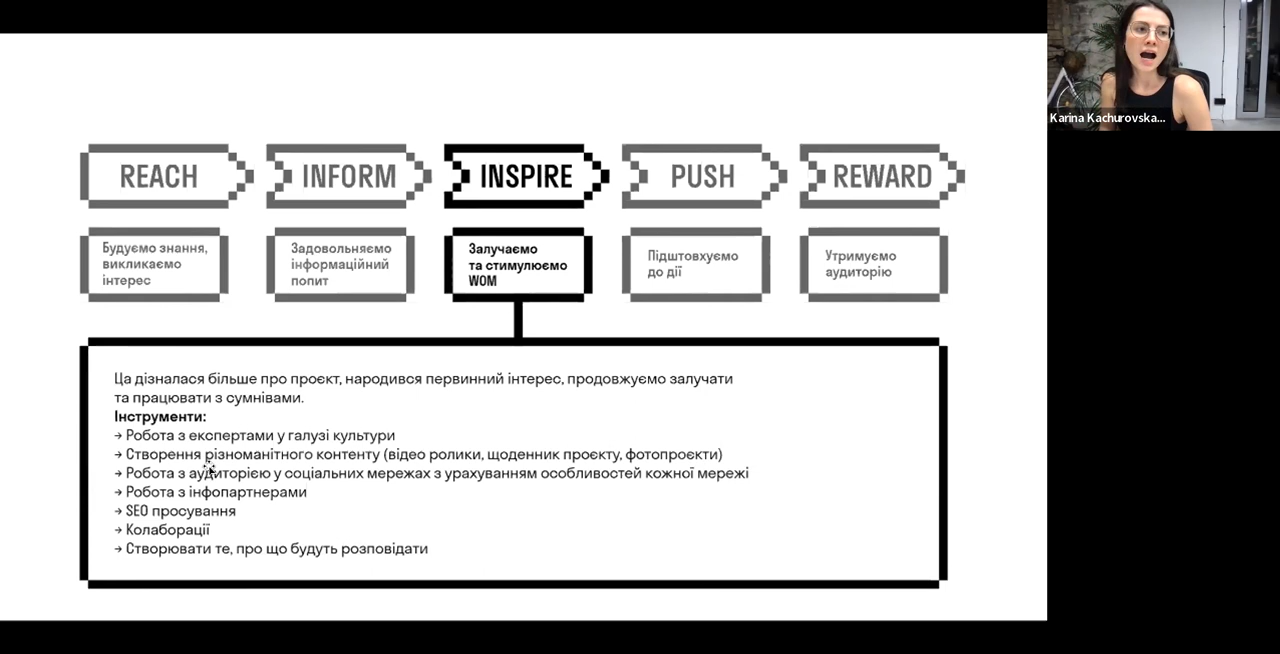 REACH
INFORM
INSPIRE
PUSH
REWARD
Будуємо знання,
викликаємо
інтерес
Задовольняємо
інформаційний
попит
Залучаємо
та стимулюємо
WOM
Підштовхуємо
до дії
Утримуємо
аудиторію
Ца дізналася більше про проєкт, народився первинний інтерес, продовжуємо залучати
та працювати з сумнівами.
Інструменти:
→ Робота з експертами у галузі культури
→ Створення різноманітного контенту (відео ролики, щоденник проєкту, фотопроєкти)
→ Робота з аудиторією у соціальних мережах з урахуванням особливостей кожної мережі
→ Робота з інфопартнерами
→ SEO просування
→ Колаборації
→ Створювати те, про що будуть розповідати
Karina Kachurovska...